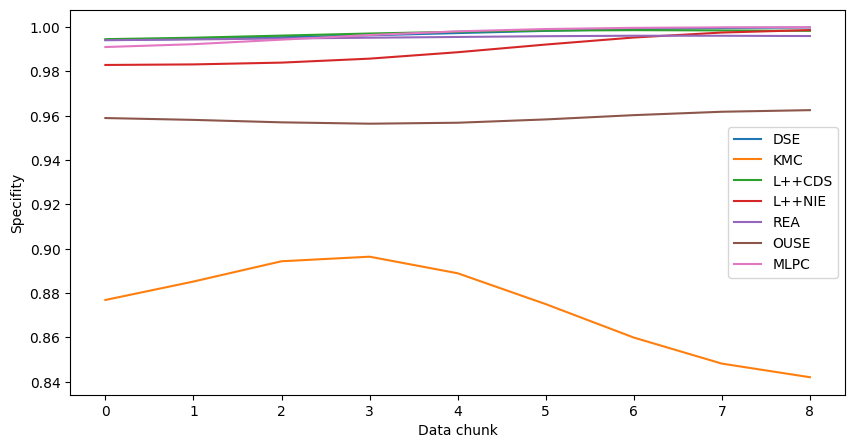 1.00
0.98
0.96
0.94
0.92
0.90
0.88
0.86
0.84
Specifity
DSE
KMC
L++CDS
L++NIE
REA
OUSE
MLPC
0 1 2 3 4 5 6 7 8
Data chunk